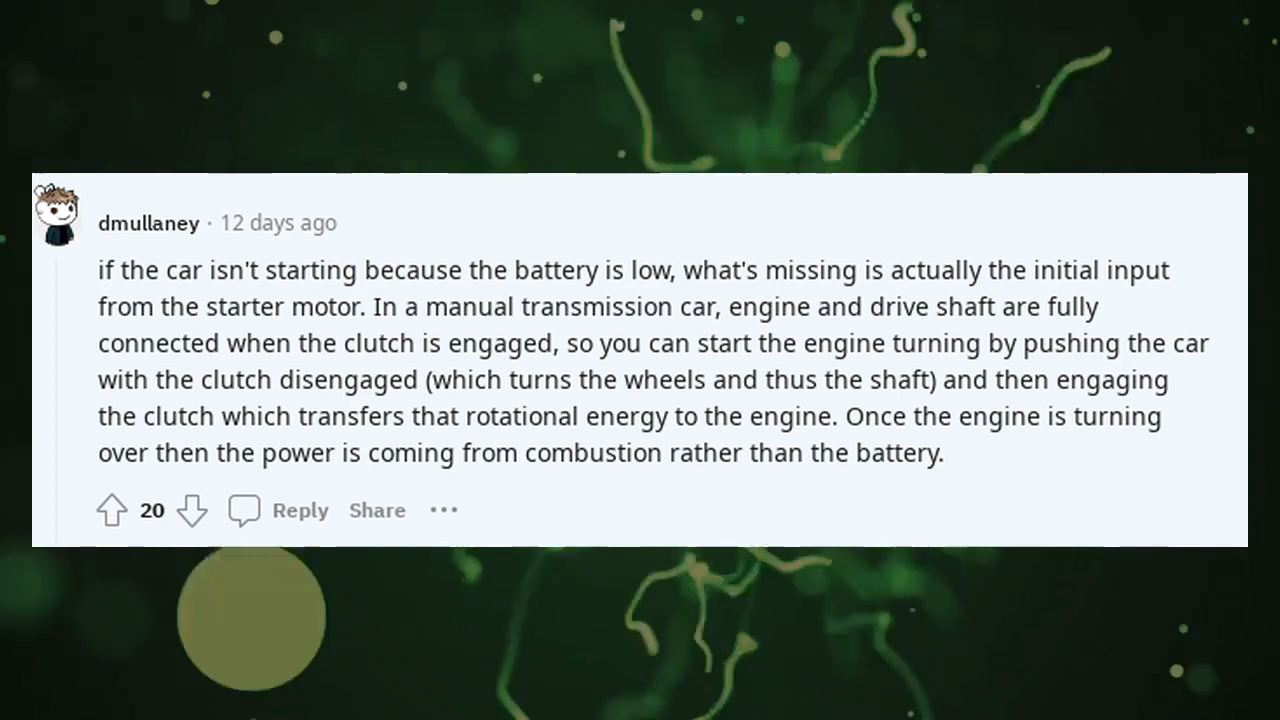 dmullaney · 12 days ago
if the car isn't starting because the battery is low, what's missing is actually the initial input
from the starter motor. In a manual transmission car, engine and drive shaft are fully
connected when the clutch is engaged, so you can start the engine turning by pushing the car
with the clutch disengaged (which turns the wheels and thus the shaft) and then engaging
the clutch which transfers that rotational energy to the engine. Once the engine is turning
over then the power is coming from combustion rather than the battery.
20 Reply Share •••